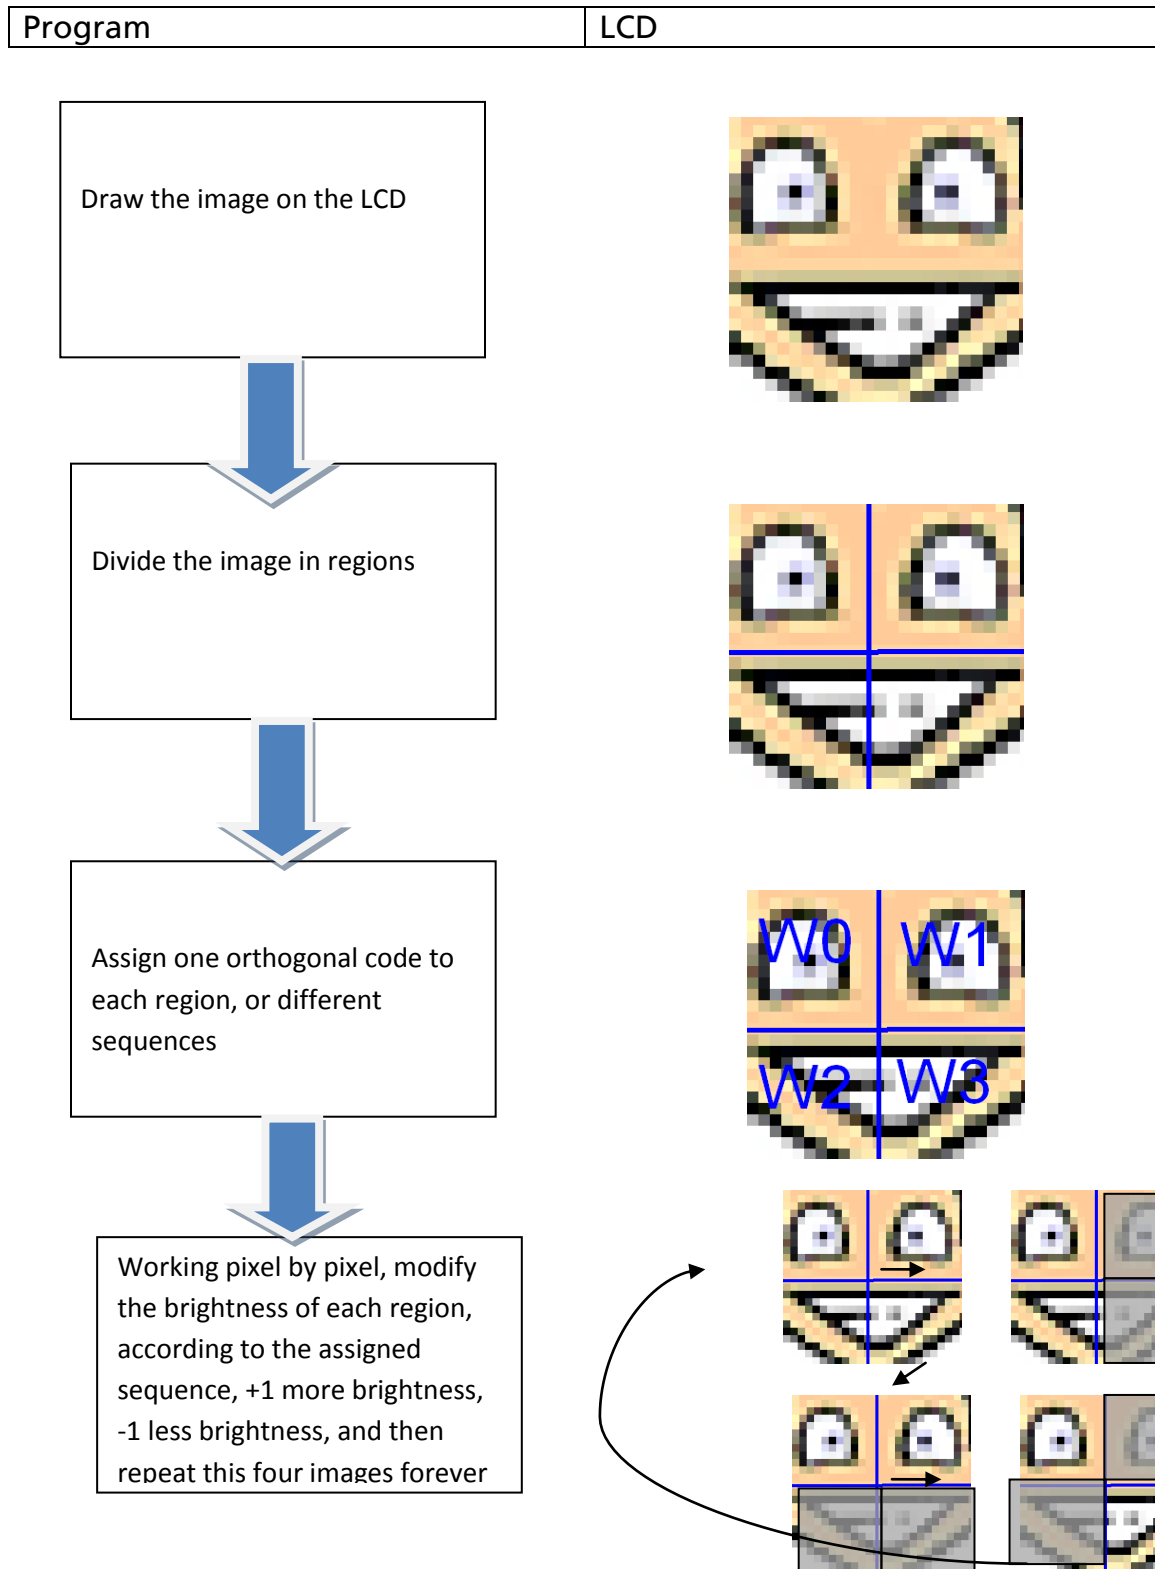 Program
LCD
Draw the image on the LCD
Divide the image in regions
Assign one orthogonal code to
each region, or different
sequences
W0
W1
W2
W3
Working pixel by pixel, modify
the brightness of each region,
according to the assigned
sequence, +1 more brightness,
-1 less brightness, and then
repeat this four images forever